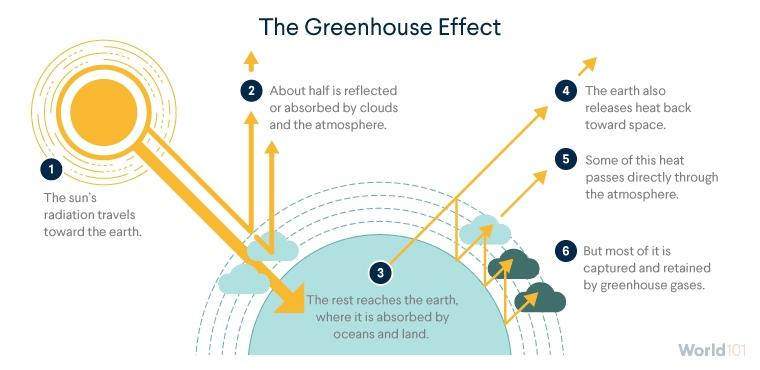 The Greenhouse Effect
1
The sun's
radiation travels
toward the earth.
2
About half is reflected
or absorbed by clouds
and the atmosphere.
3
The rest reaches the earth,
where it is absorbed by
oceans and land.
4
The earth also
releases heat back
toward space.
5
Some of this heat
passes directly through
the atmosphere.
6
But most of it is
captured and retained
by greenhouse gases.
World101